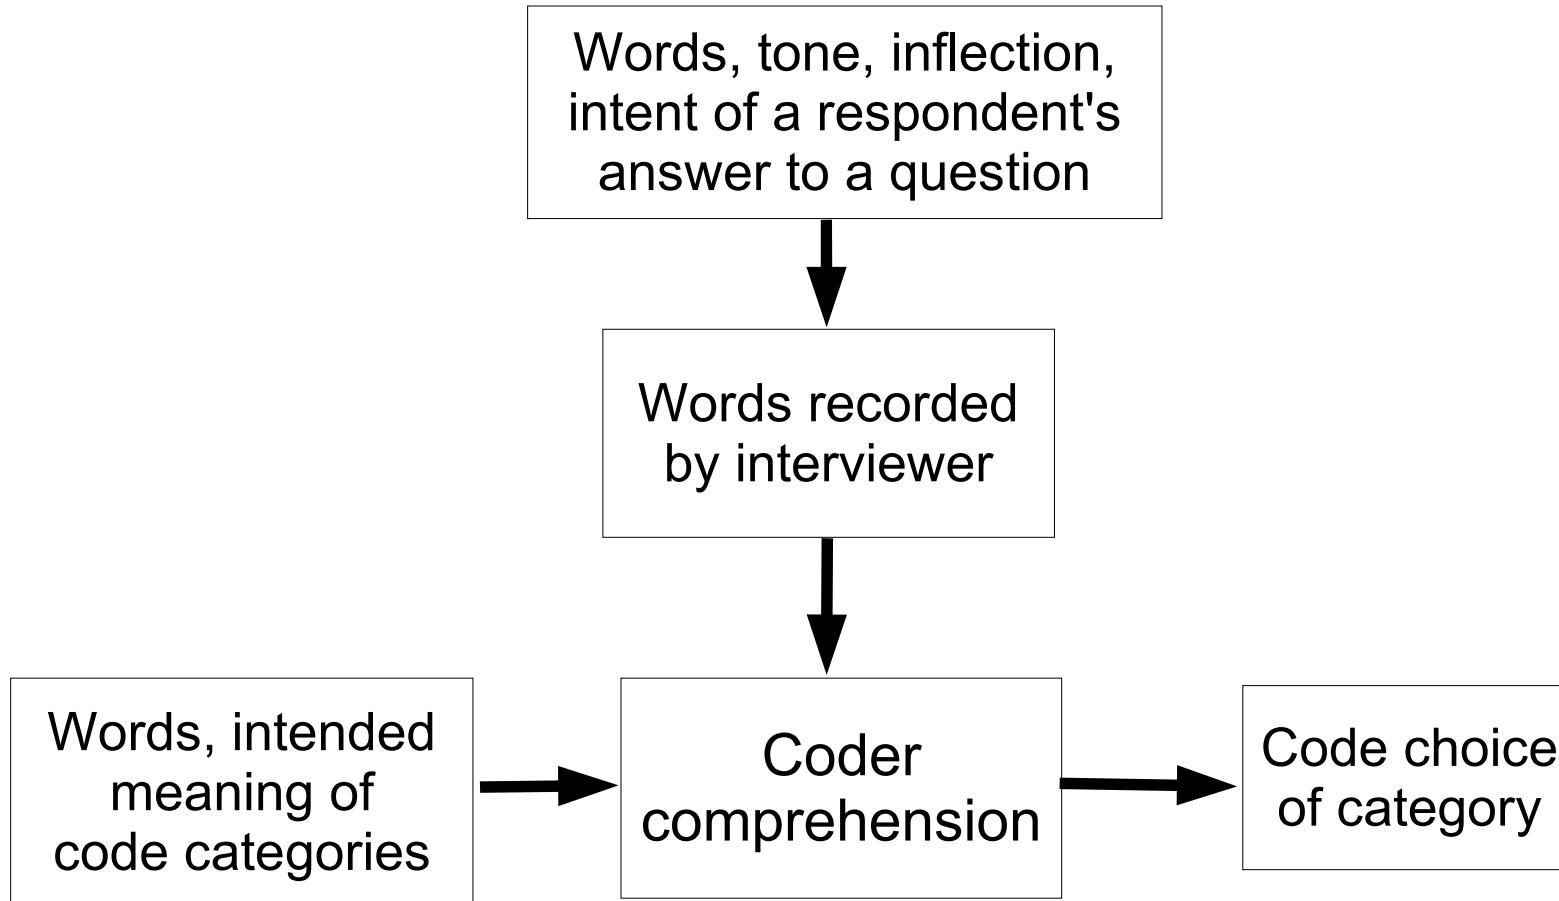 Words, tone, inflection,
intent of a respondent's
answer to a question
Words recorded
by interviewer
Words, intended
meaning of
code categories
Coder
comprehension
Code choice
of category